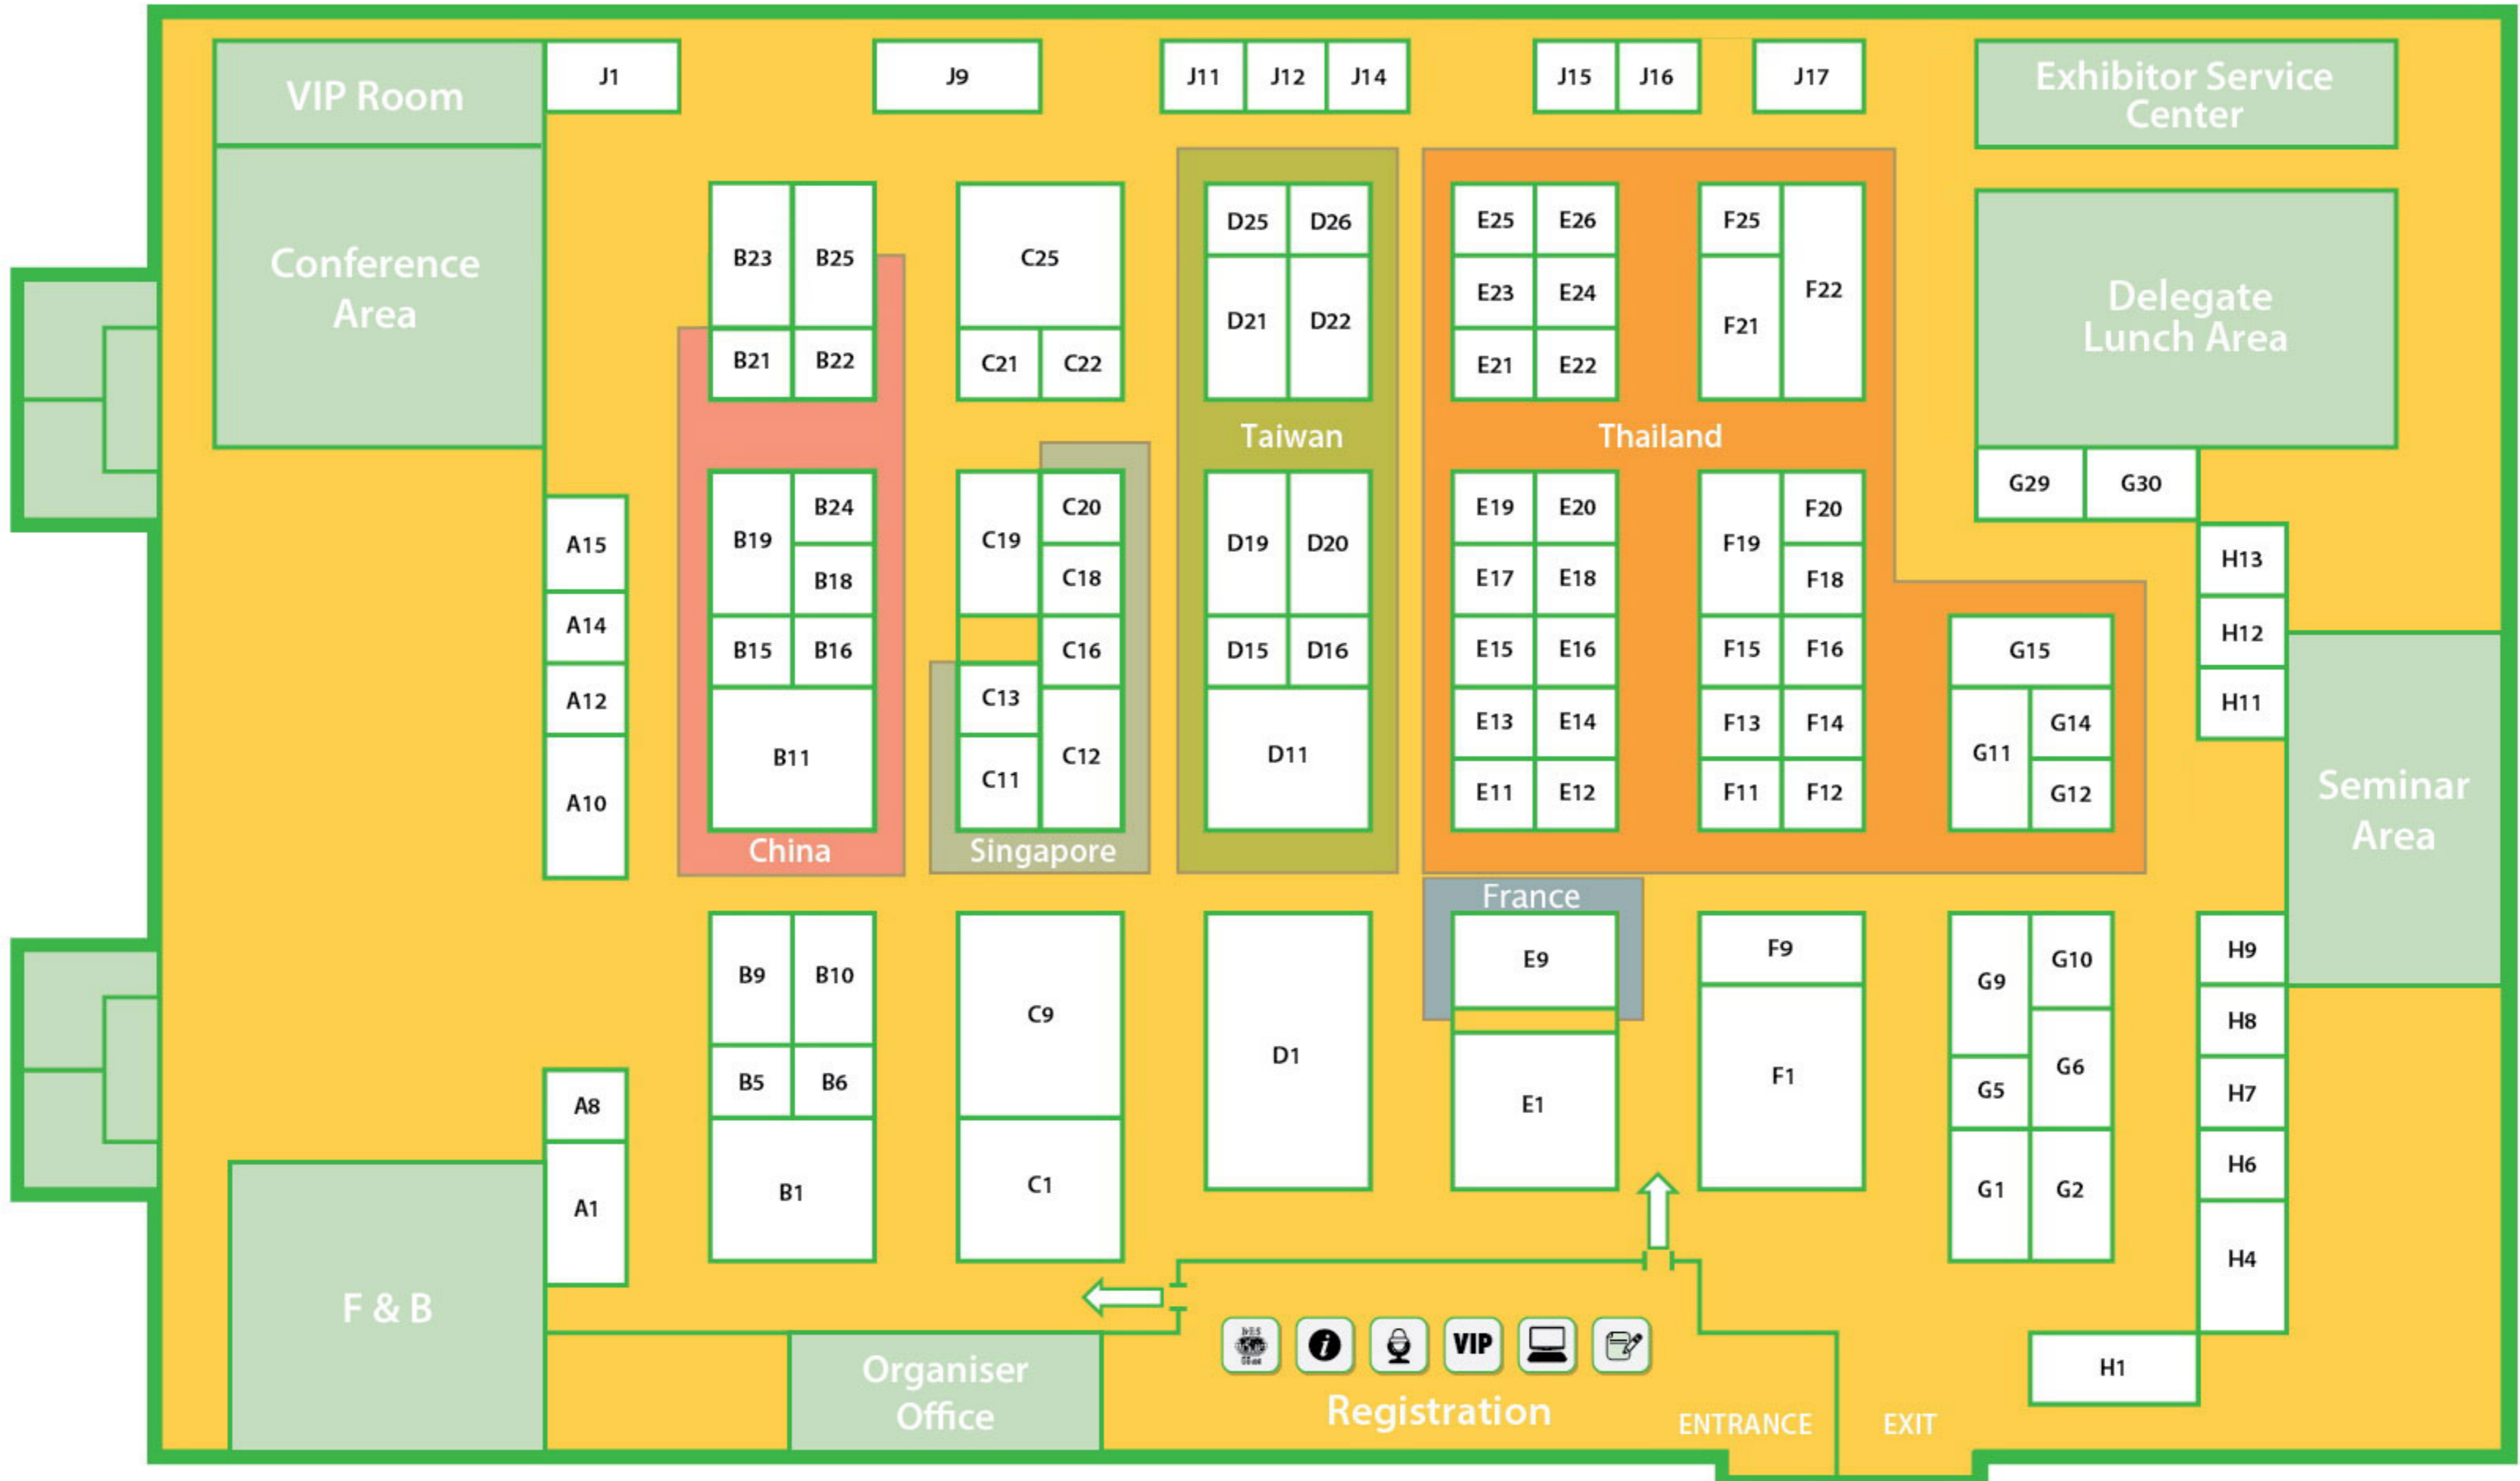 VIP Room
J1
J9
J11
J12
J14
J15
J16
J17
Exhibitor Service
Center
Conference
Area
B23
B25
B21
B22
C25
C21
C22
D25
D26
D21
D22
E25
E26
E23
E24
E21
E22
F25
F22
F21
Delegate
Lunch Area
Taiwan
Thailand
G29
G30
A15
A14
A12
A10
B19
B24
B18
B15
B16
B11
China
C19
C20
C18
C16
C13
C12
C11
Singapore
D19
D20
D15
D16
D11
E19
E20
E17
E18
E15
E16
E13
E14
E11
E12
F19
F20
F18
F15
F16
F13
F14
F11
F12
G15
G11
G14
G12
H13
H12
H11
Seminar
Area
France
A8
A1
B9
B10
B5
B6
B1
C9
C1
D1
E9
E1
F9
F1
G9
G10
G5
G6
G1
G2
H9
H8
H7
H6
H4
H1
F & B
Organiser
Office
i
VIP
Registration
ENTRANCE
EXIT